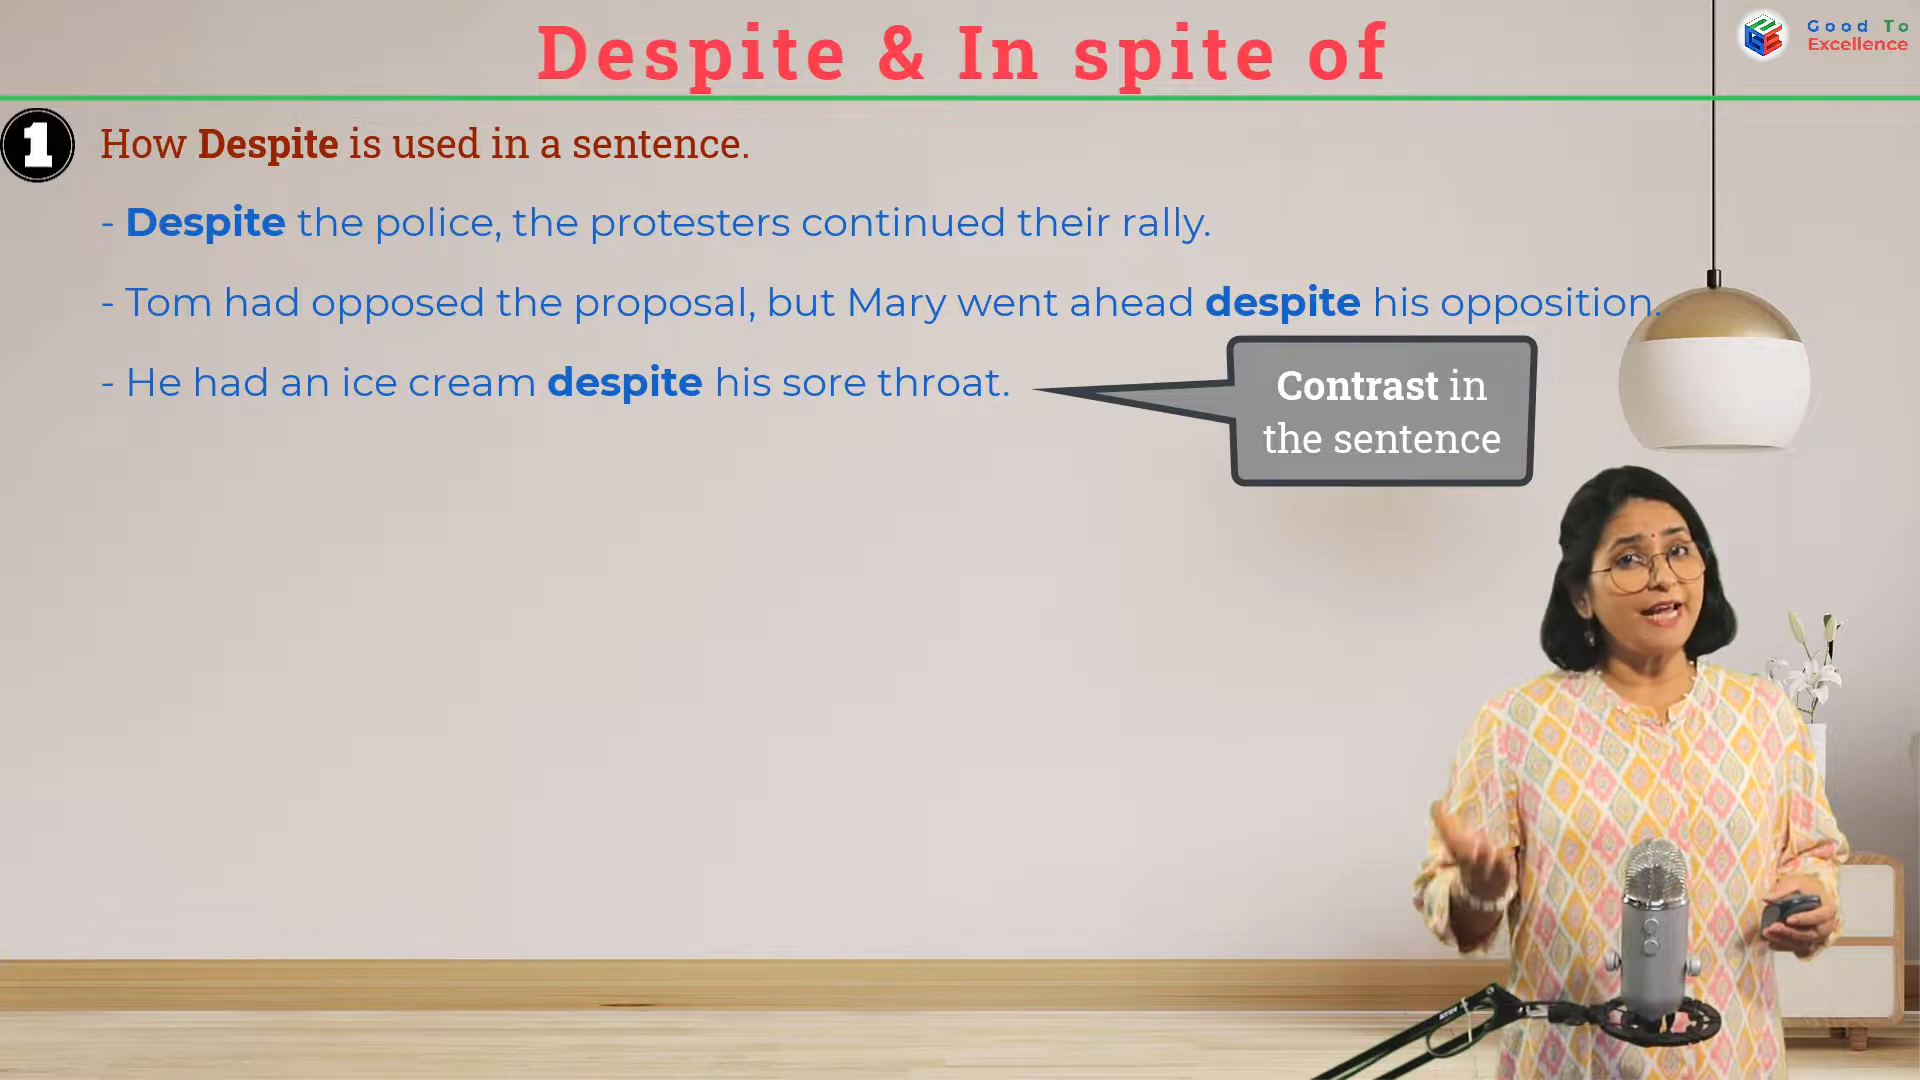 Despite & In spite of
Good To
Excellence
1 How Despite is used in a sentence.
- Despite the police, the protesters continued their rally.
- Tom had opposed the proposal, but Mary went ahead despite his opposition.
- He had an ice cream despite his sore throat.
Contrast in
the sentence